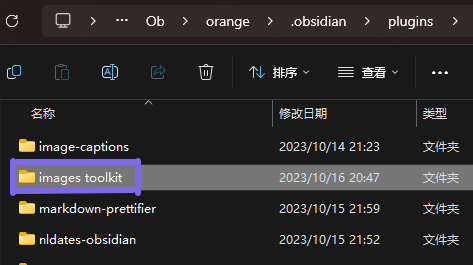 … Ob > orange > .obsidian > plugins >
排序 查看 …
名称 修改日期 类型
image-captions 2023/10/14 21:23 文件夹
images toolkit 2023/10/16 20:47 文件夹
markdown-prettifier 2023/10/15 21:59 文件夹
nldates-obsidian 2023/10/15 21:52 文件夹